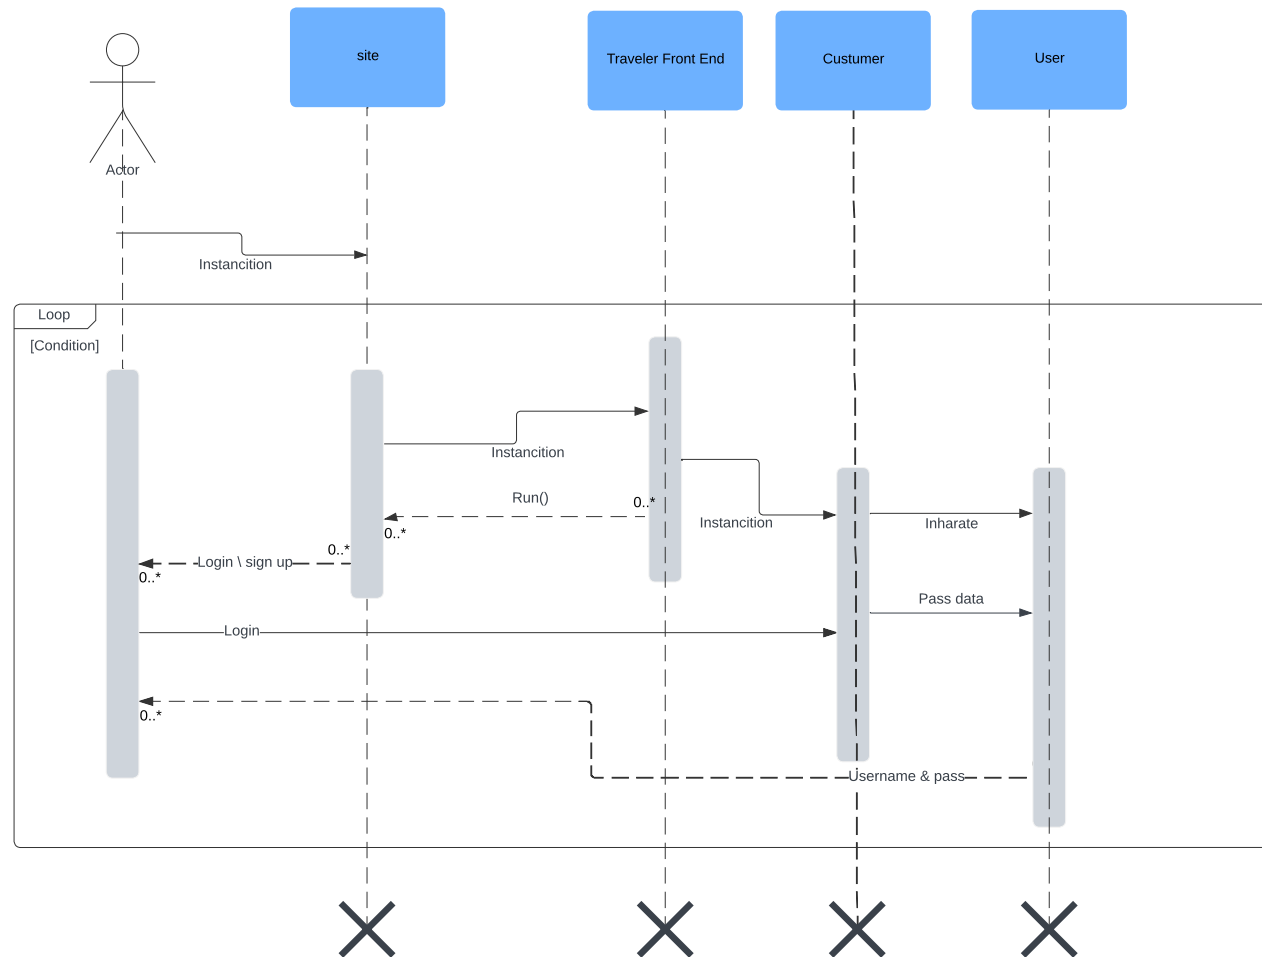 site
Traveler Front End
Custumer
User
Actor
Instancition
Loop
[Condition]
Instancition
Run()
0..*
Instancition
Inharate
0..*
0..*
Login \ sign up
0..*
Pass data
Login
0..*
Username & pass